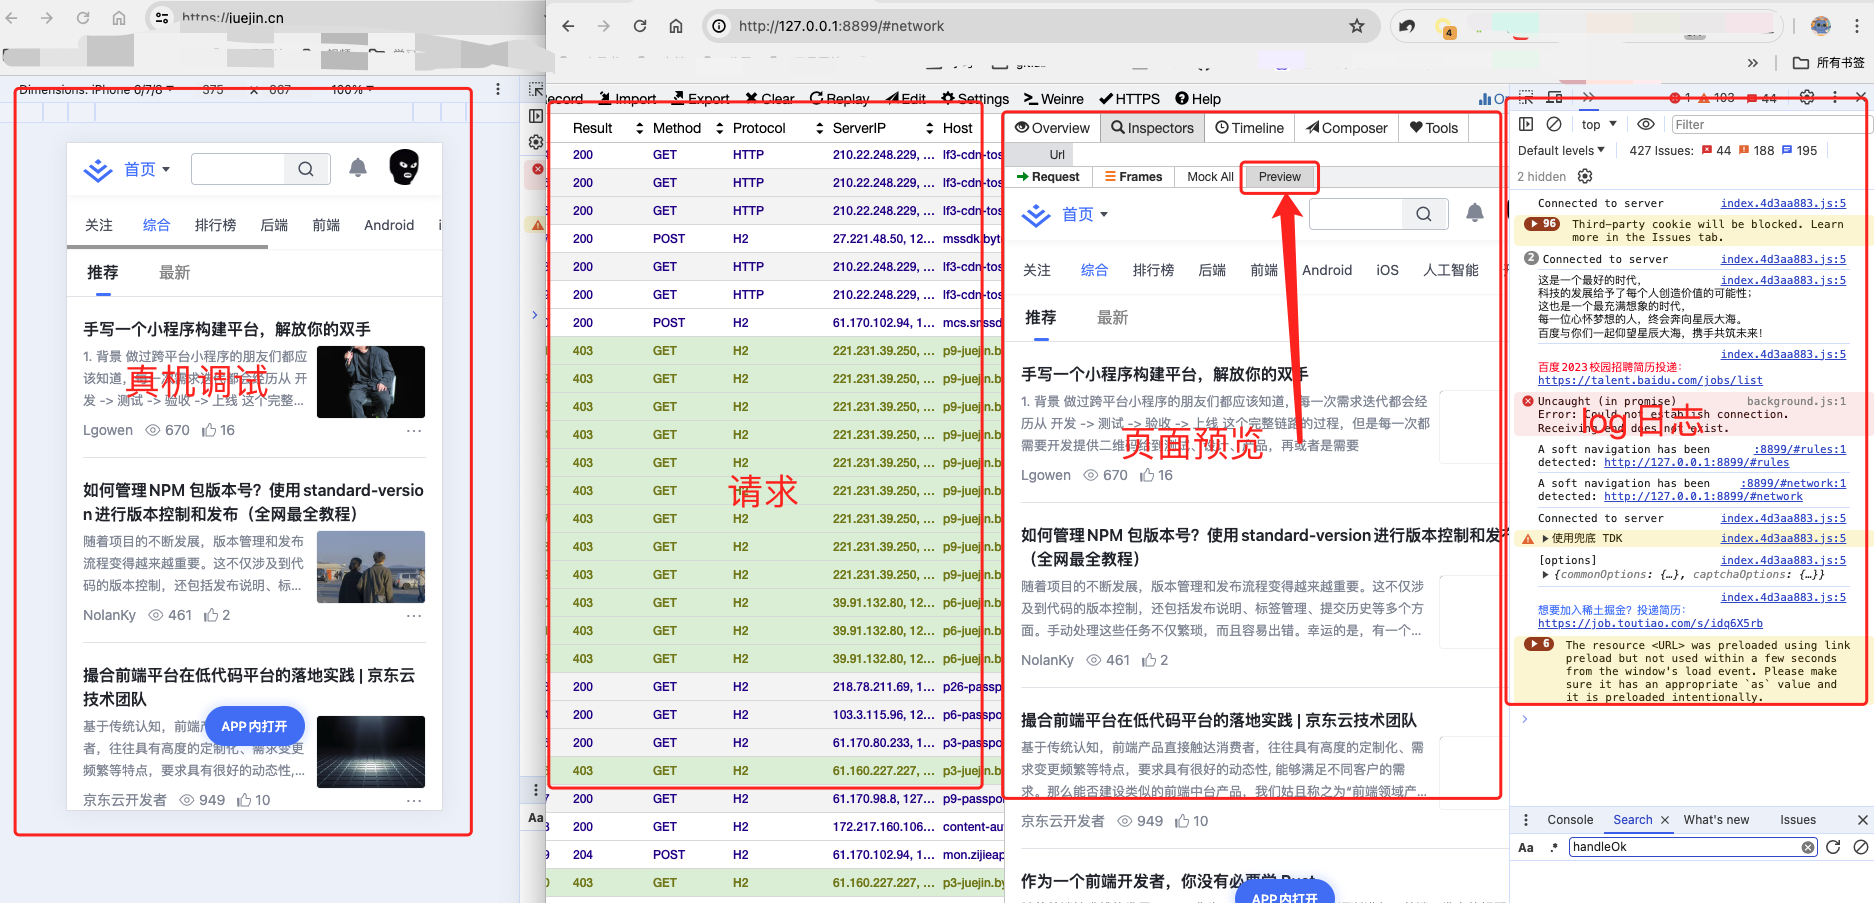 https://juejin.cn
http://127.0.0.1:8899/#network
4
所有书签
Dimensions: iPhone 6/7/8 375 × 667 100%
首页
关注 综合 排行榜 后端 前端 Android
推荐 最新
手写一个小程序构建平台，解放你的双手
1. 背景 做过跨平台小程序的朋友们都应
该知道，每一次需求迭代都会经历从 开
发 -> 测试 -> 验收 -> 上线 这个完整...
真机调试
Lgowen 670 16
如何管理 NPM 包版本号？使用 standard-versio
n 进行版本控制和发布（全网最全教程）
随着项目的不断发展，版本管理和发布
流程变得越来越重要。这不仅涉及到代
码的版本控制，还包括发布说明、标...
NolanKy 461 2
撮合前端平台在低代码平台的落地实践 | 京东云
技术团队
基于传统认知，前端产
者，往往具有高度的定制化、需求变更
频繁等特点，要求具有很好的动态性,...
APP内打开
京东云开发者 949 10
Aa
ecord Import Export Clear Replay Edit Settings Weinre HTTPS Help
Result Method Protocol ServerIP Host
200 GET HTTP 210.22.248.229, ... lf3-cdn-tos
200 GET HTTP 210.22.248.229, ... lf3-cdn-tos
200 GET HTTP 210.22.248.229, ... lf3-cdn-tos
200 POST H2 27.221.48.50, 12... mssdk.byt
200 GET HTTP 210.22.248.229, ... lf3-cdn-tos
200 GET HTTP 210.22.248.229, ... lf3-cdn-tos
200 POST H2 61.170.102.94, 1... mcs.snssd
403 GET H2 221.231.39.250, ... p9-juejin.b
403 GET H2 221.231.39.250, ... p9-juejin.b
403 GET H2 221.231.39.250, ... p9-juejin.b
403 GET H2 221.231.39.250, ... p9-juejin.b
403 GET H2 221.231.39.250, ... p9-juejin.b
403 GET H2 221.231.39.250, ... p9-juejin.b
请求
403 GET H2 221.231.39.250, ... p9-juejin.b
403 GET H2 221.231.39.250, ... p9-juejin.b
403 GET H2 221.231.39.250, ... p9-juejin.b
403 GET H2 39.91.132.80, 12... p6-juejin.b
403 GET H2 39.91.132.80, 12... p6-juejin.b
403 GET H2 39.91.132.80, 12... p6-juejin.b
200 GET H2 218.78.211.69, 1... p26-passp
200 GET H2 103.3.115.96, 12... p6-passpo
200 GET H2 61.170.80.233, 1... p3-passpo
403 GET H2 61.160.227.227, ... p3-juejin.b
200 GET H2 61.170.98.8, 127... p9-passpo
200 GET H2 172.217.160.106... content-au
204 POST H2 61.170.102.94, 1... mon.zijieap
403 GET H2 61.160.227.227, ... p3-juejin.by
Overview Inspectors Timeline Composer Tools
Url
Request Frames Mock All Preview
首页
关注 综合 排行榜 后端 前端 Android iOS 人工智能
推荐 最新
手写一个小程序构建平台，解放你的双手
1. 背景 做过跨平台小程序的朋友们都应该知道，每一次需求迭代都会经
历从 开发 -> 测试 -> 验收 -> 上线 这个完整链路的过程，但是每一次都
需要开发提供二维码给到测试、设计、产品，再或者是需要
页面预览
Lgowen 670 16
如何管理 NPM 包版本号？使用 standard-version 进行版本控制和发布
（全网最全教程）
随着项目的不断发展，版本管理和发布流程变得越来越重要。这不仅涉
及到代码的版本控制，还包括发布说明、标签管理、提交历史等多个方
面。手动处理这些任务不仅繁琐，而且容易出错。幸运的是，有一个...
NolanKy 461 2
撮合前端平台在低代码平台的落地实践 | 京东云技术团队
基于传统认知，前端产品直接触达消费者，往往具有高度的定制化、需
求变更频繁等特点，要求具有很好的动态性, 能够满足不同客户的需
求。那么能否建设类似的前端中台产品，我们姑且称之为“前端领域产...
京东云开发者 949 10
作为一个前端开发者，你没有必要学 Rust
APP内打开
1 103 44
top Filter
Default levels 427 Issues: 44 188 195
2 hidden
Connected to server index.4d3aa883.js:5
96 Third-party cookie will be blocked. Learn
more in the Issues tab.
2 Connected to server index.4d3aa883.js:5
这是一个最好的时代， index.4d3aa883.js:5
科技的发展给予了每个人创造价值的可能性；
这也是一个最充满想象的时代，
每一位心怀梦想的人，终会奔向星辰大海。
百度与你们一起仰望星辰大海，携手共筑未来！
index.4d3aa883.js:5
百度2023校园招聘简历投递：
https://talent.baidu.com/jobs/list
Uncaught (in promise) background.js:1
Error: Could not establish connection.
Receiving end does not exist.
log日志
A soft navigation has been :8899/#rules:1
detected: http://127.0.0.1:8899/#rules
A soft navigation has been :8899/#network:1
detected: http://127.0.0.1:8899/#network
Connected to server index.4d3aa883.js:5
使用兜底 TDK index.4d3aa883.js:5
[options] index.4d3aa883.js:5
{commonOptions: {…}, captchaOptions: {…}}
index.4d3aa883.js:5
想要加入稀土掘金？投递简历：
https://job.toutiao.com/s/idq6X5rb
6 The resource <URL> was preloaded using link
preload but not used within a few seconds
from the window's load event. Please make
sure it has an appropriate `as` value and
it is preloaded intentionally.
Console Search What's new Issues
Aa .* handleOk